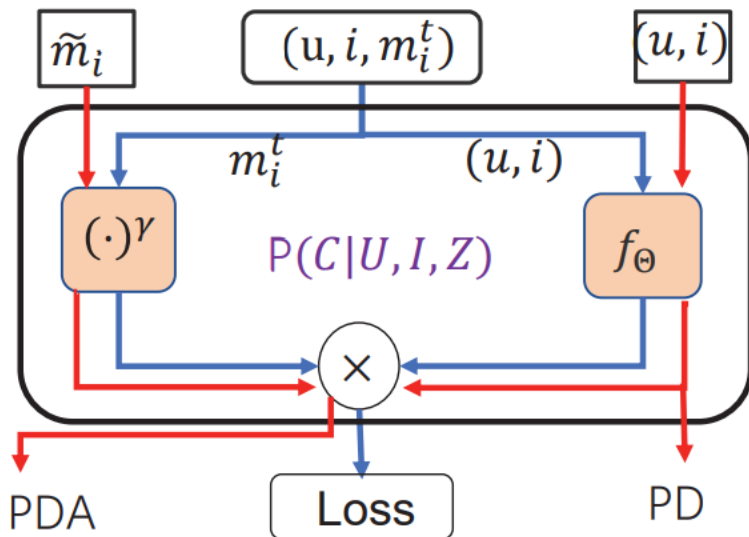 m̃ᵢ
(u, i, mᵢᵗ)
(u, i)
mᵢᵗ
(u, i)
(·)ᵞ
P(C|U, I, Z)
f_Θ
×
PDA
Loss
PD